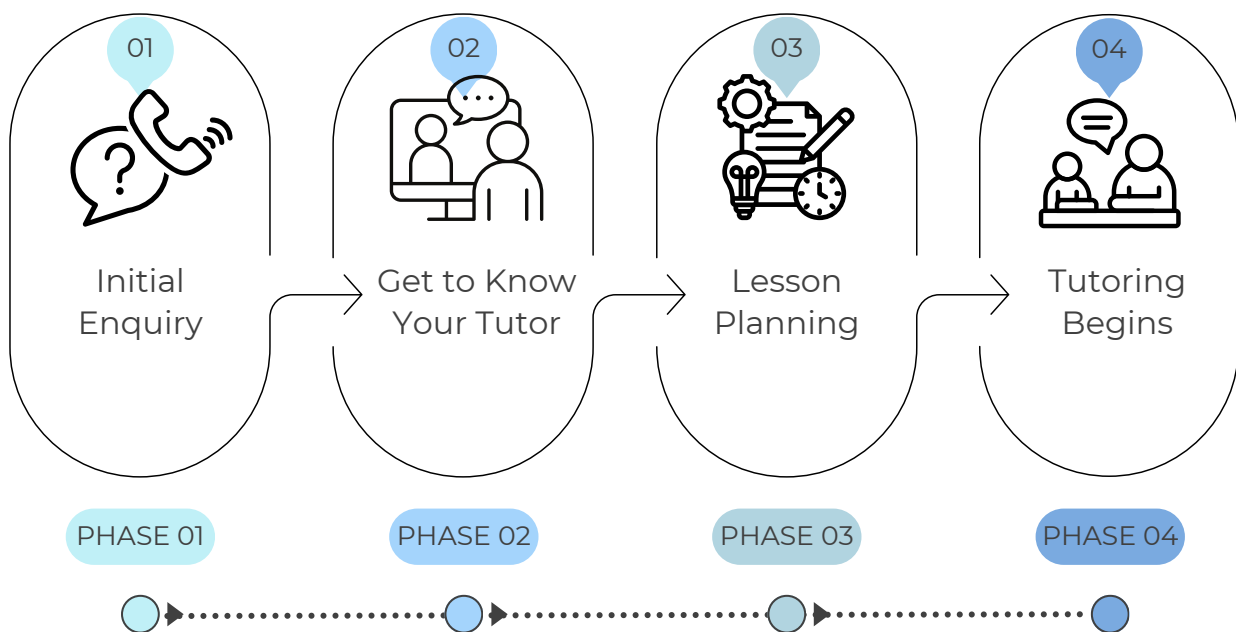 01
02
03
04
Initial
Enquiry
Get to Know
Your Tutor
Lesson
Planning
Tutoring
Begins
PHASE 01
PHASE 02
PHASE 03
PHASE 04